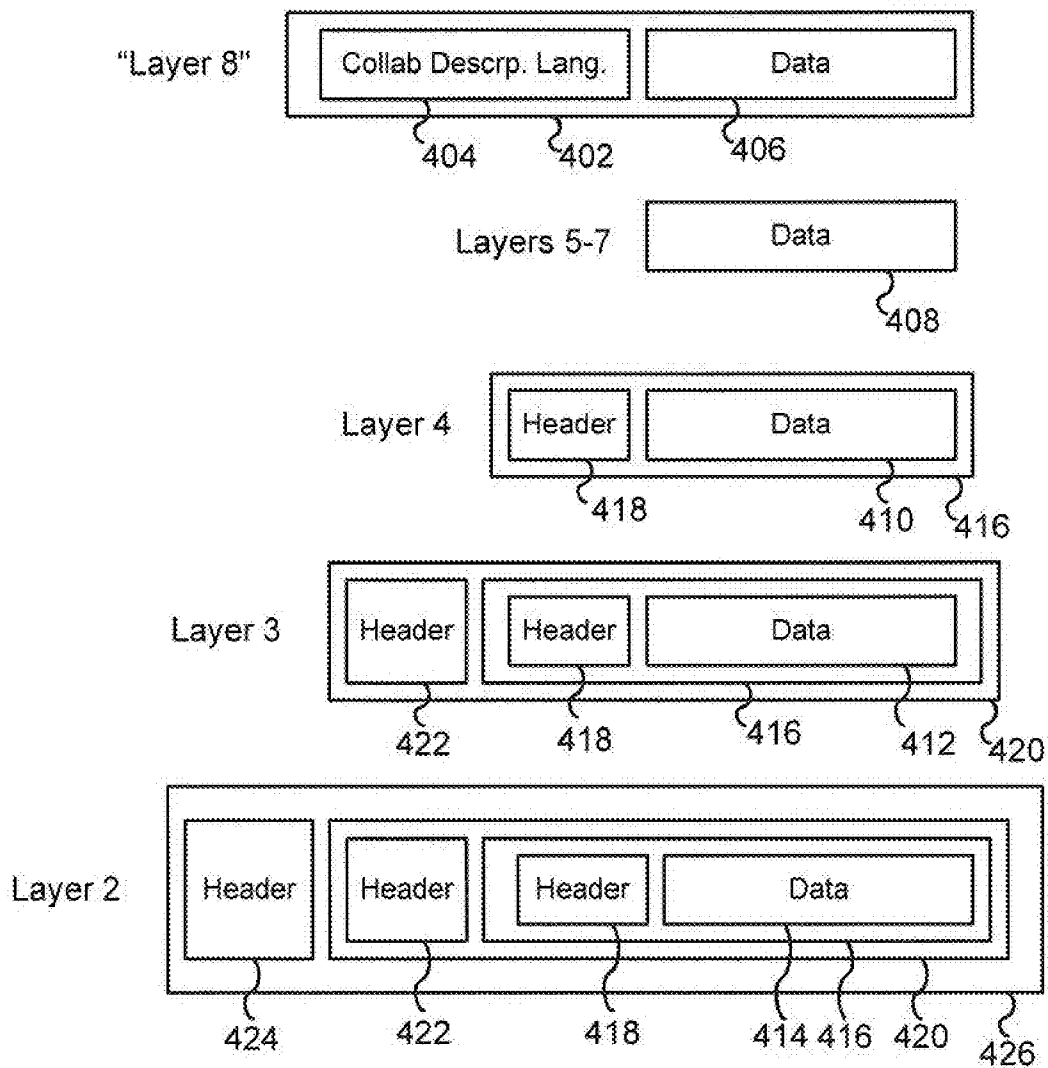 "Layer 8"
Collab Descrp. Lang.
Data
404
402
406
Layers 5-7
Data
408
Layer 4
Header
Data
418
410
416
Layer 3
Header
Header
Data
422
418
416
412
420
Layer 2
Header
Header
Header
Data
424
422
418
414
416
420
426